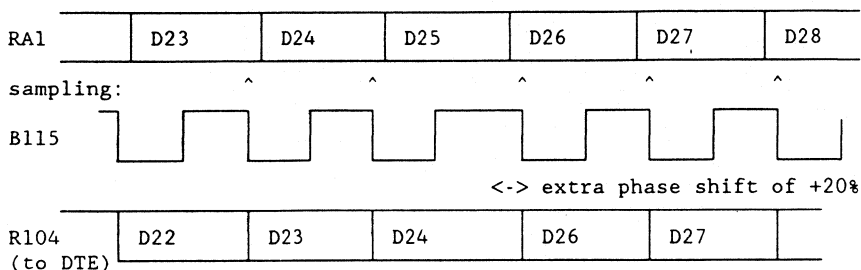 RA1 D23 D24 D25 D26 D27 D28
sampling: ^ ^ ^ ^ ^
B115
<-> extra phase shift of +20%
R104 D22 D23 D24 D26 D27
(to DTE)